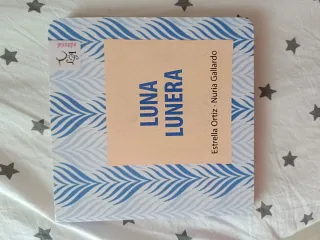 LUNA
LUNERA
Estrella Ortiz · Nuria Gallardo